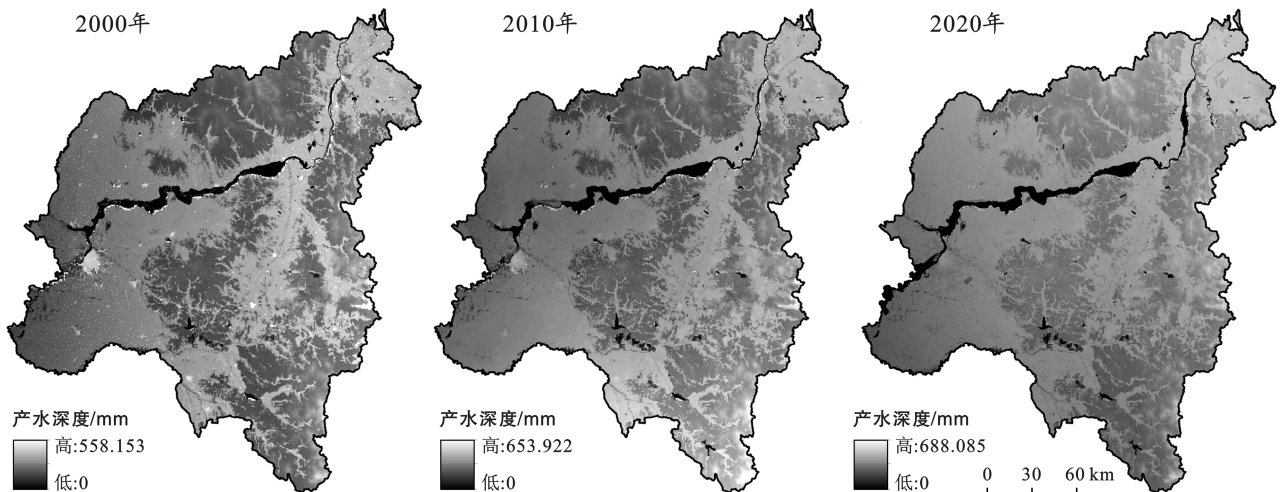 2000年
2010年
2020年
产水深度/mm
高:558.153
低:0
产水深度/mm
高:653.922
低:0
产水深度/mm
高:688.085
低:0
0 30 60 km